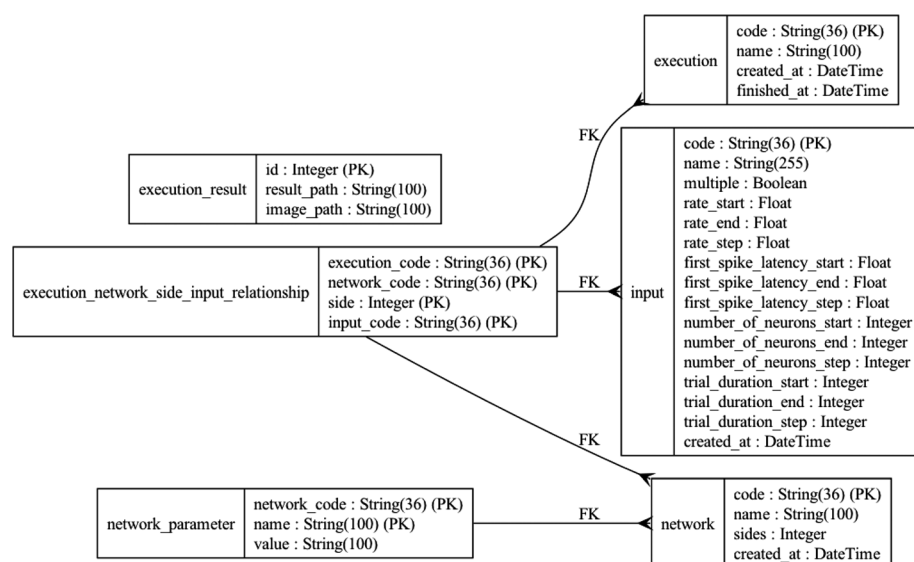 execution
code : String(36) (PK)
name : String(100)
created_at : DateTime
finished_at : DateTime
FK
execution_result
id : Integer (PK)
result_path : String(100)
image_path : String(100)
input
code : String(36) (PK)
name : String(255)
multiple : Boolean
rate_start : Float
rate_end : Float
rate_step : Float
first_spike_latency_start : Float
first_spike_latency_end : Float
first_spike_latency_step : Float
number_of_neurons_start : Integer
number_of_neurons_end : Integer
number_of_neurons_step : Integer
trial_duration_start : Integer
trial_duration_end : Integer
trial_duration_step : Integer
created_at : DateTime
execution_network_side_input_relationship
execution_code : String(36) (PK)
network_code : String(36) (PK)
side : Integer (PK)
input_code : String(36) (PK)
FK
FK
network_parameter
network_code : String(36) (PK)
name : String(100) (PK)
value : String(100)
FK
network
code : String(36) (PK)
name : String(100)
sides : Integer
created_at : DateTime